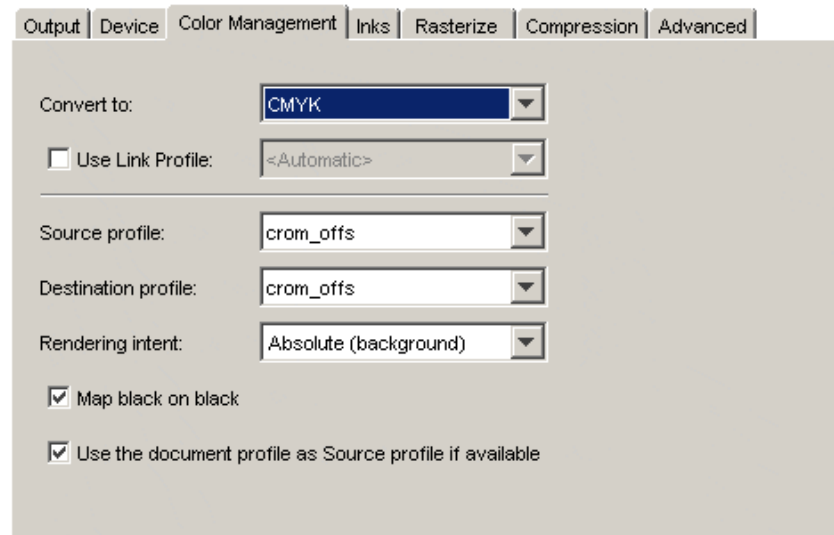 Output Device Color Management Inks Rasterize Compression Advanced
Convert to: CMYK
Use Link Profile: <Automatic>
Source profile: crom_offs
Destination profile: crom_offs
Rendering intent: Absolute (background)
Map black on black
Use the document profile as Source profile if available